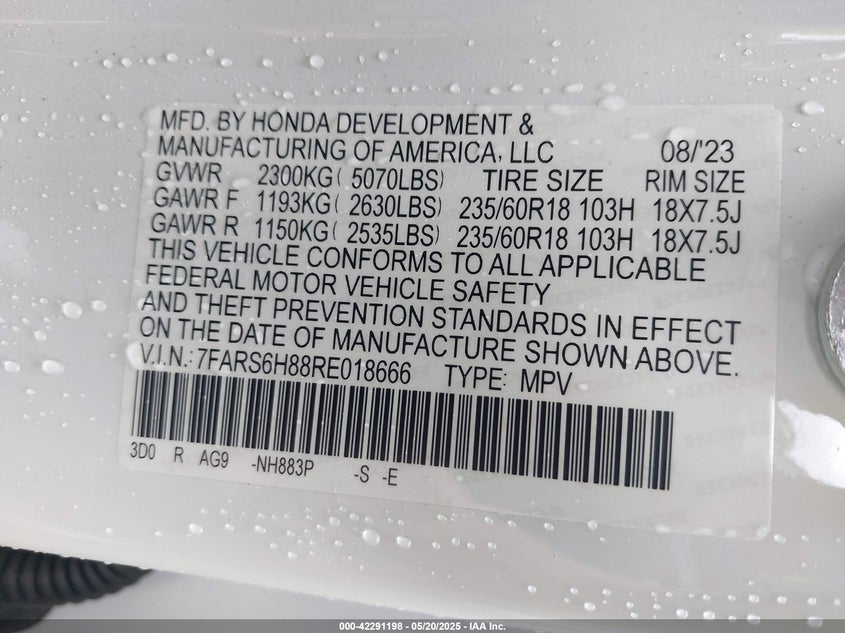 MFD. BY HONDA DEVELOPMENT &
MANUFACTURING OF AMERICA, LLC 08/'23
GVWR 2300KG( 5070LBS) TIRE SIZE RIM SIZE
GAWR F 1193KG( 2630LBS) 235/60R18 103H 18X7.5J
GAWR R 1150KG( 2535LBS) 235/60R18 103H 18X7.5J
THIS VEHICLE CONFORMS TO ALL APPLICABLE
FEDERAL MOTOR VEHICLE SAFETY
AND THEFT PREVENTION STANDARDS IN EFFECT
ON THE DATE OF MANUFACTURE SHOWN ABOVE.
V.I.N.: 7FARS6H88RE018666 TYPE: MPV
3D0 R AG9 -NH883P -S -E
000-42291198 - 05/20/2025 - IAA Inc.